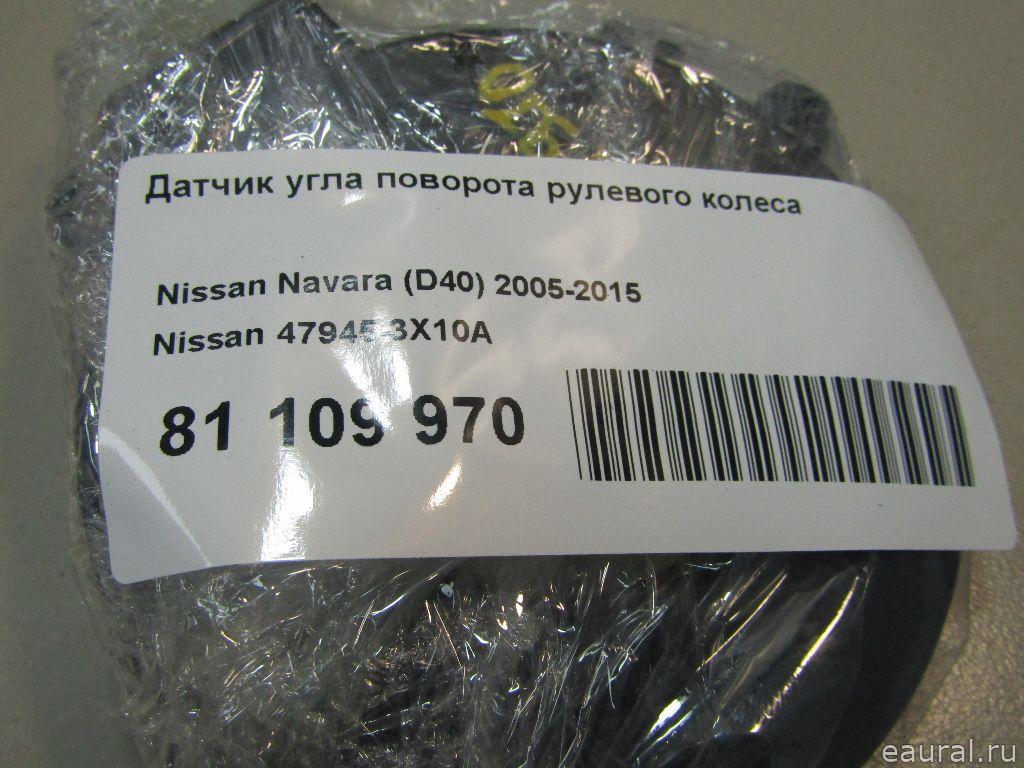 Датчик угла поворота рулевого колеса
Nissan Navara (D40) 2005-2015
Nissan 47945-3X10A
81 109 970
eaural.ru